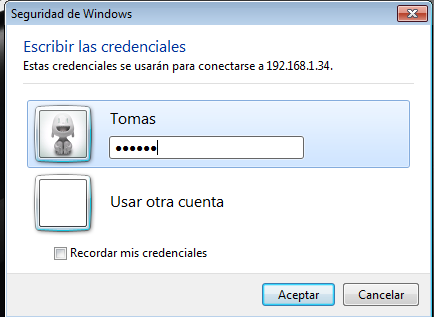 Seguridad de Windows
Escribir las credenciales
Estas credenciales se usarán para conectarse a 192.168.1.34.
Tomas
●●●●●●
Usar otra cuenta
Recordar mis credenciales
Aceptar
Cancelar